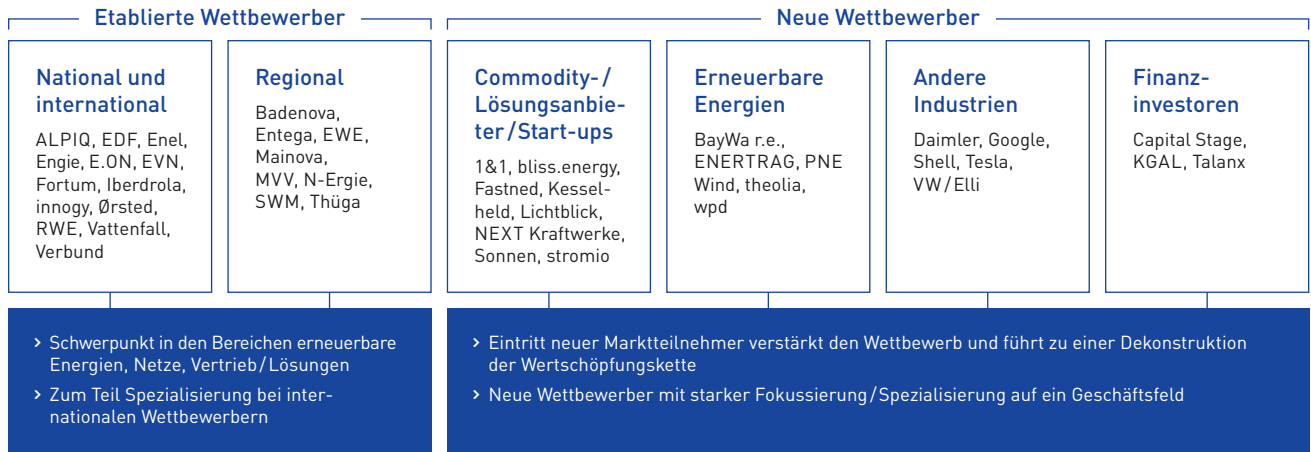 Etablierte Wettbewerber
Neue Wettbewerber
National und
international
ALPIQ, EDF, Enel,
Engie, E.ON, EVN,
Fortum, Iberdrola,
innogy, Ørsted,
RWE, Vattenfall,
Verbund
Regional
Badenova,
Entega, EWE,
Mainova,
MVV, N-Ergie,
SWM, Thüga
Commodity-/
Lösungsanbie-
ter/Start-ups
1&1, bliss.energy,
Fastned, Kessel-
held, Lichtblick,
NEXT Kraftwerke,
Sonnen, stromio
Erneuerbare
Energien
BayWa r.e.,
ENERTRAG, PNE
Wind, theolia,
wpd
Andere
Industrien
Daimler, Google,
Shell, Tesla,
VW/Elli
Finanz-
investoren
Capital Stage,
KGAL, Talanx
› Schwerpunkt in den Bereichen erneuerbare
Energien, Netze, Vertrieb/Lösungen
› Zum Teil Spezialisierung bei inter-
nationalen Wettbewerbern
› Eintritt neuer Marktteilnehmer verstärkt den Wettbewerb und führt zu einer Dekonstruktion
der Wertschöpfungskette
› Neue Wettbewerber mit starker Fokussierung/Spezialisierung auf ein Geschäftsfeld